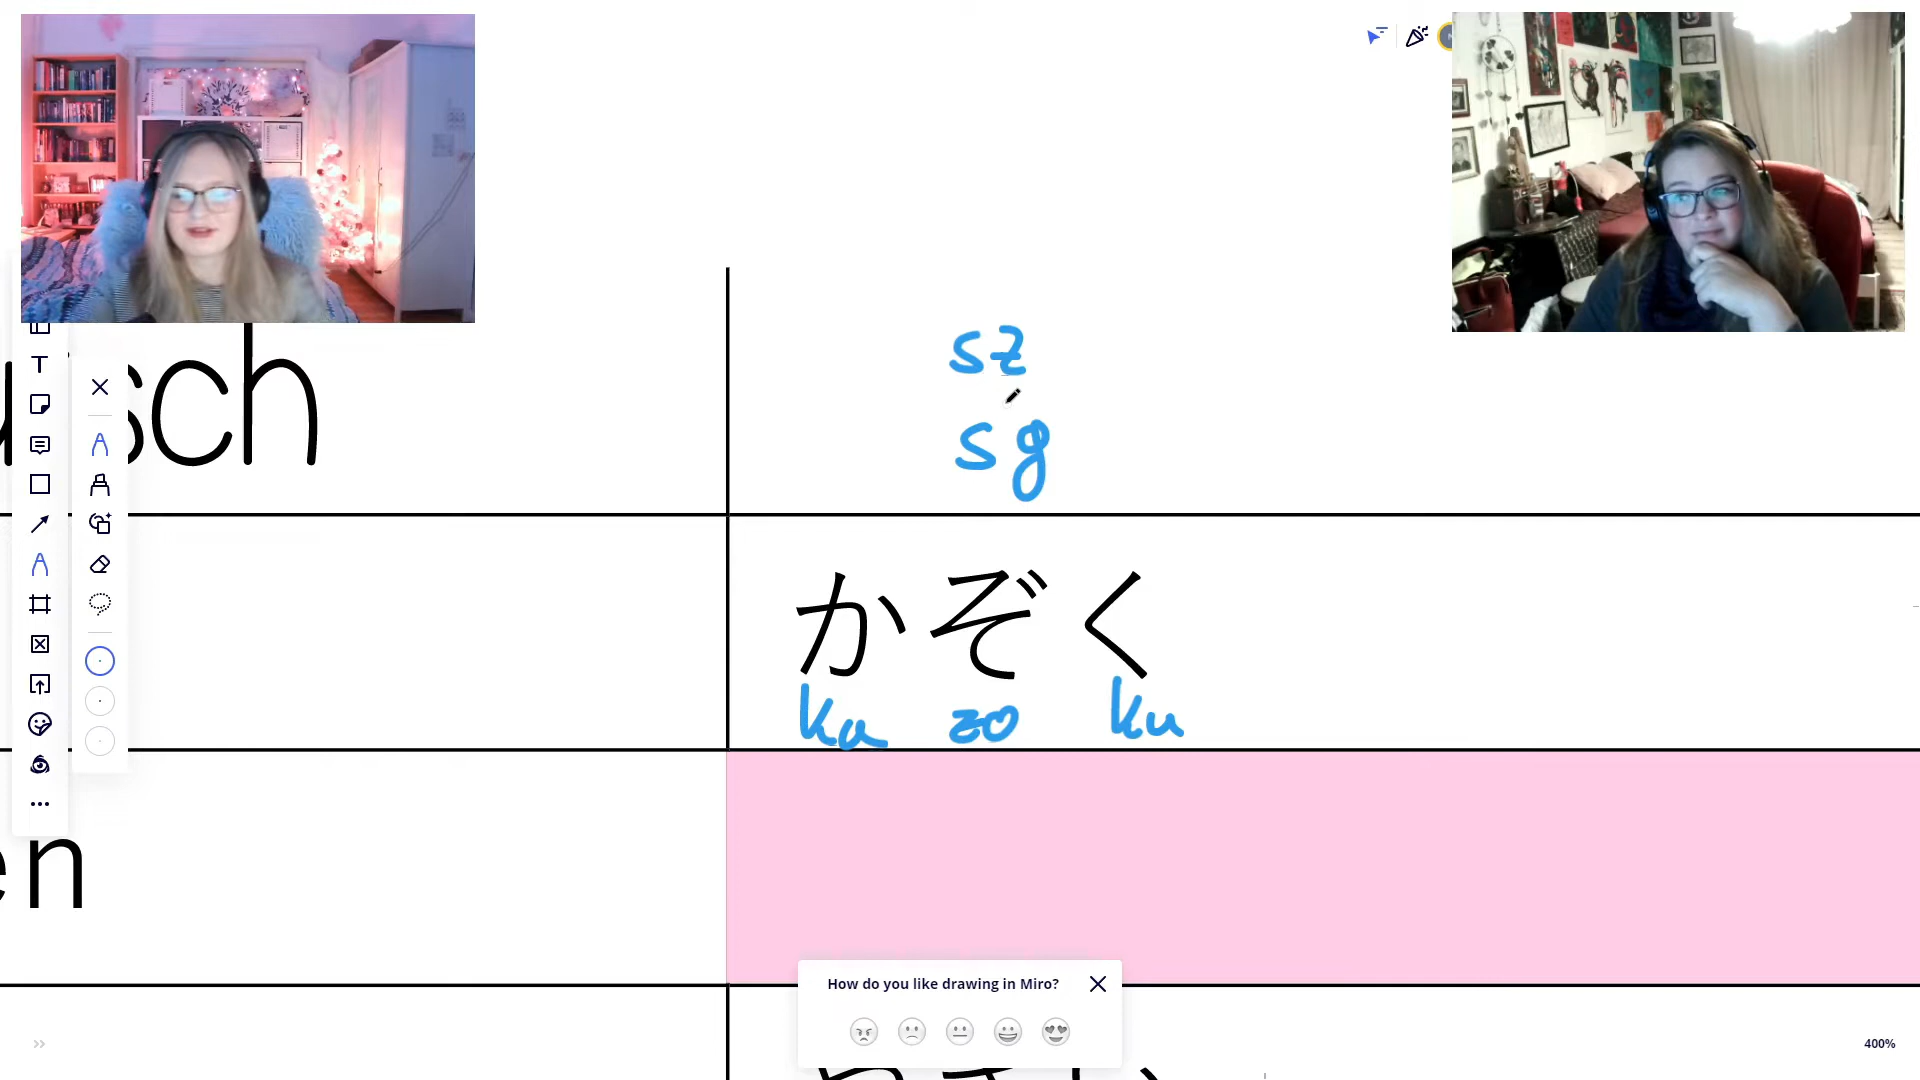 sch
sz
sg
かぞく
ka zo ku
en
How do you like drawing in Miro?
400%